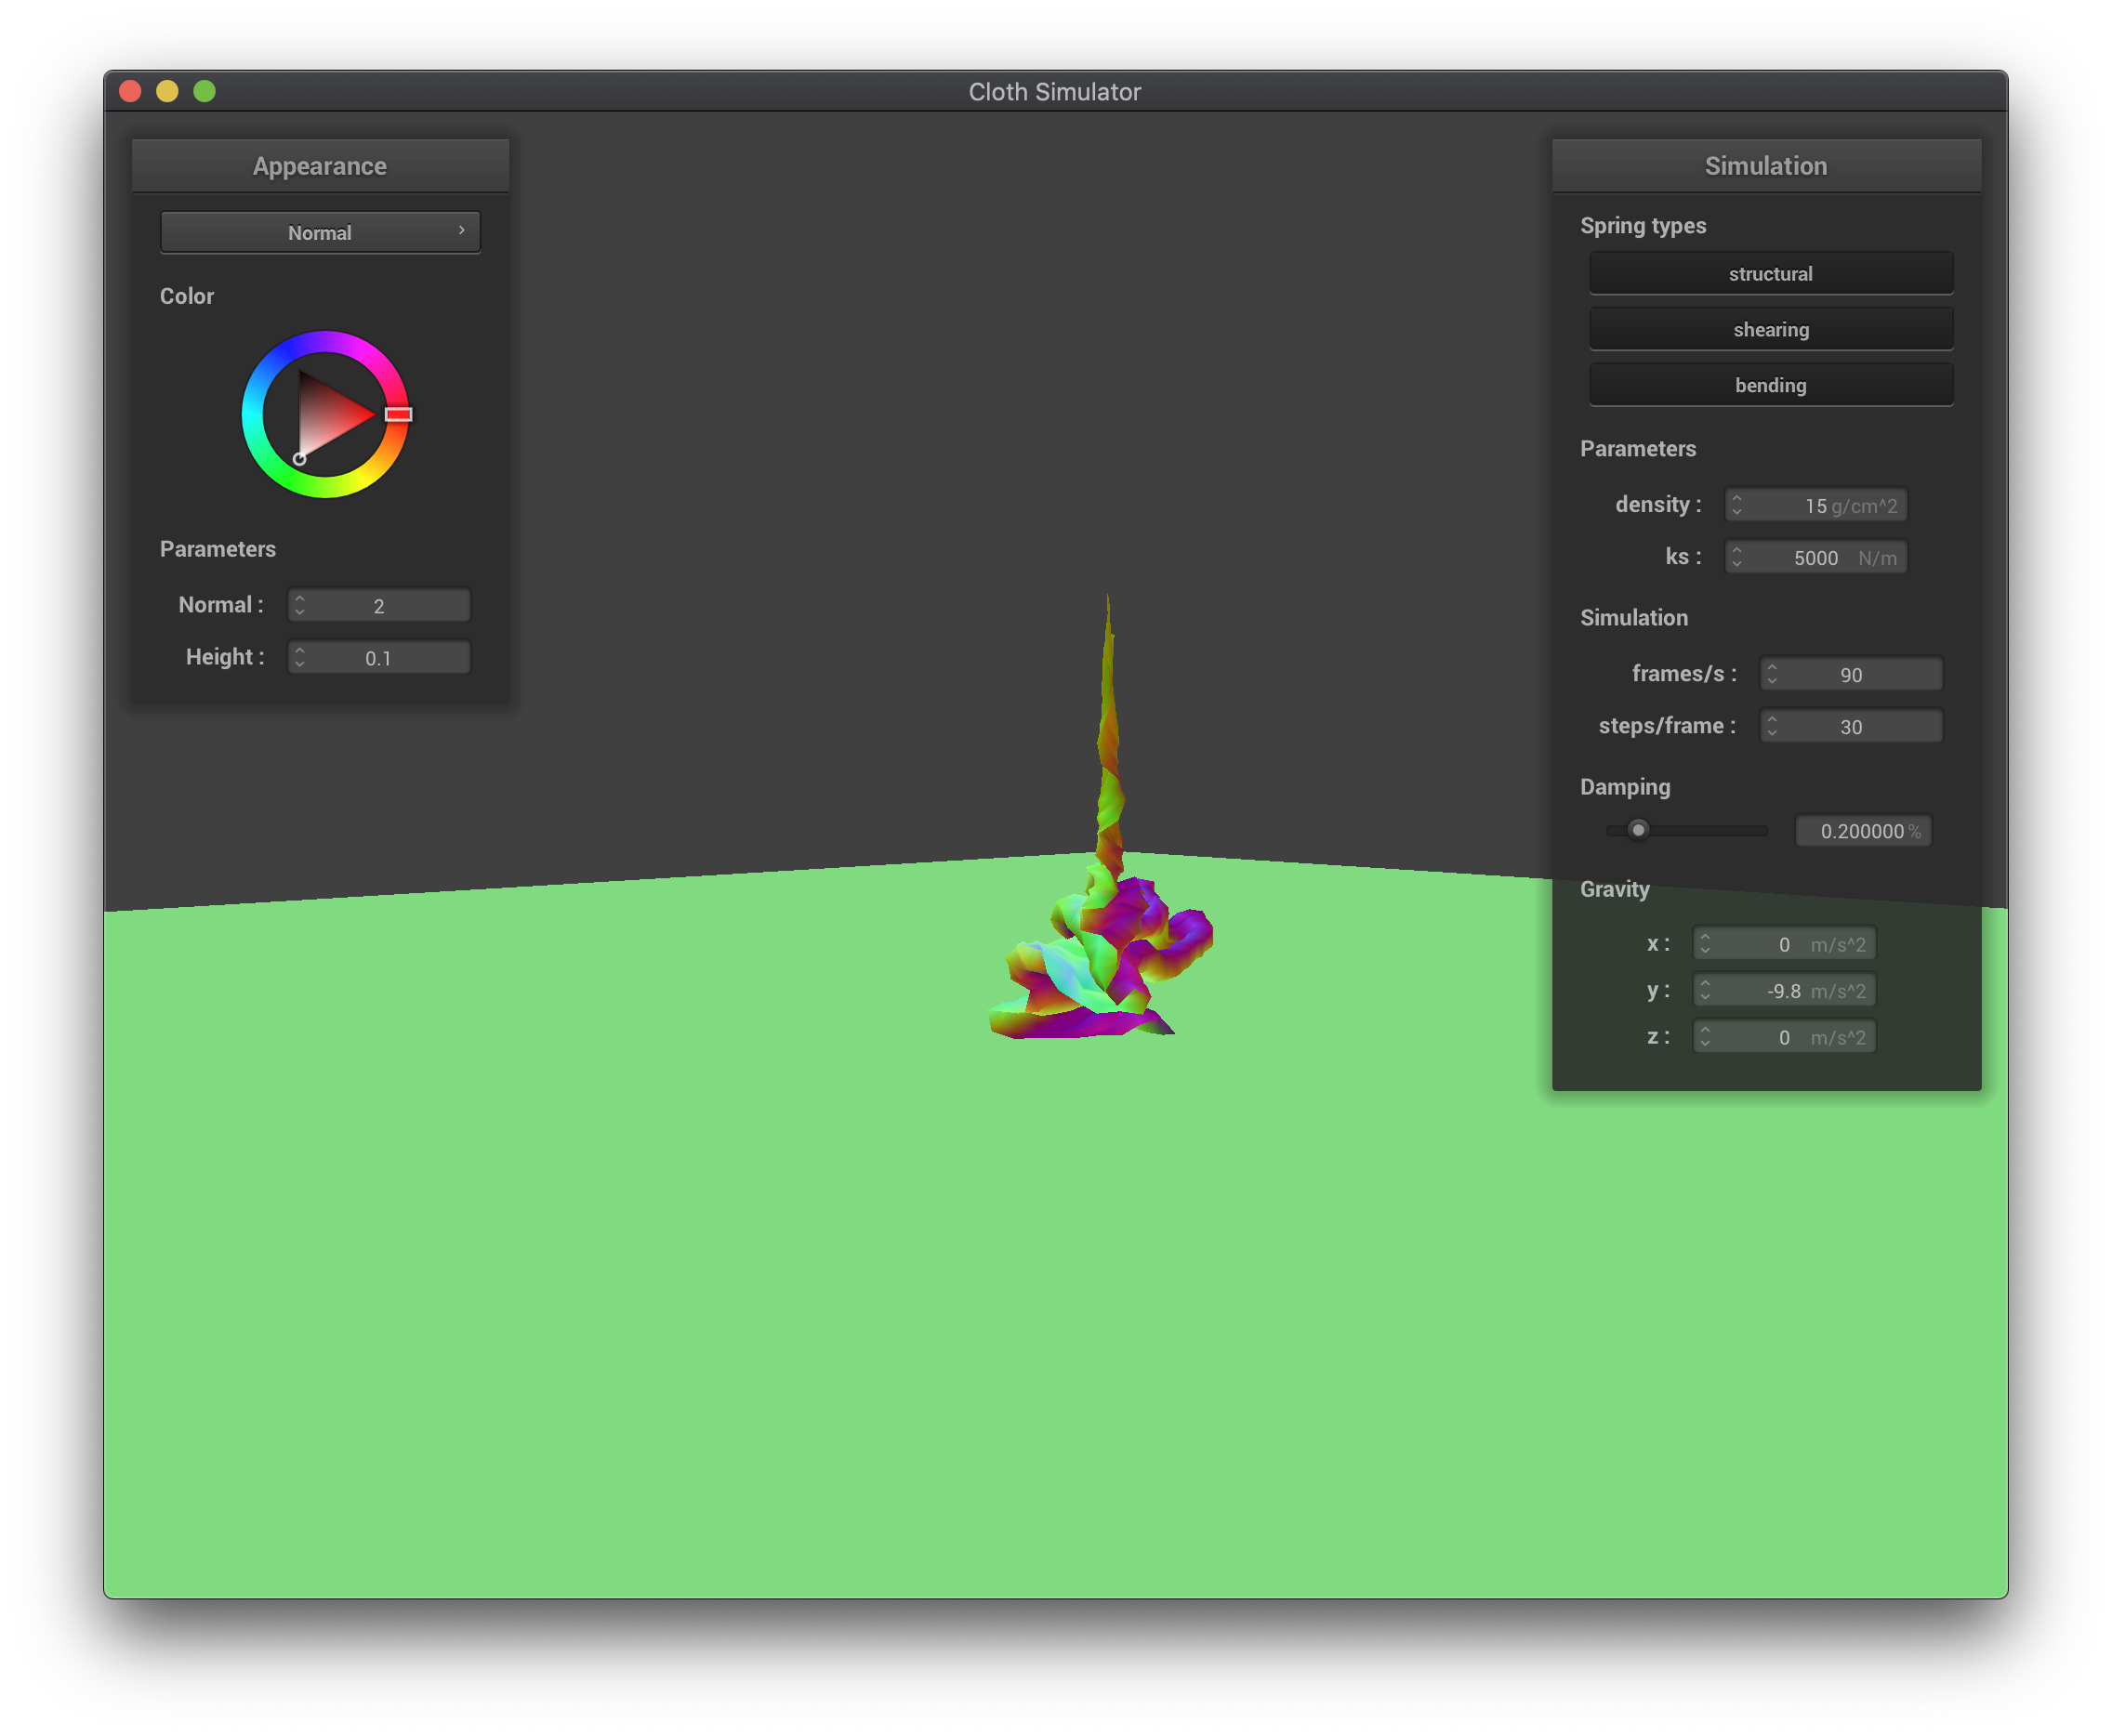 Cloth Simulator
Appearance
Normal
Color
Parameters
Normal : 2
Height : 0.1
Simulation
Spring types
structural
shearing
bending
Parameters
density : 15 g/cm^2
ks : 5000 N/m
Simulation
frames/s : 90
steps/frame : 30
Damping
0.200000 %
Gravity
x : 0 m/s^2
y : -9.8 m/s^2
z : 0 m/s^2